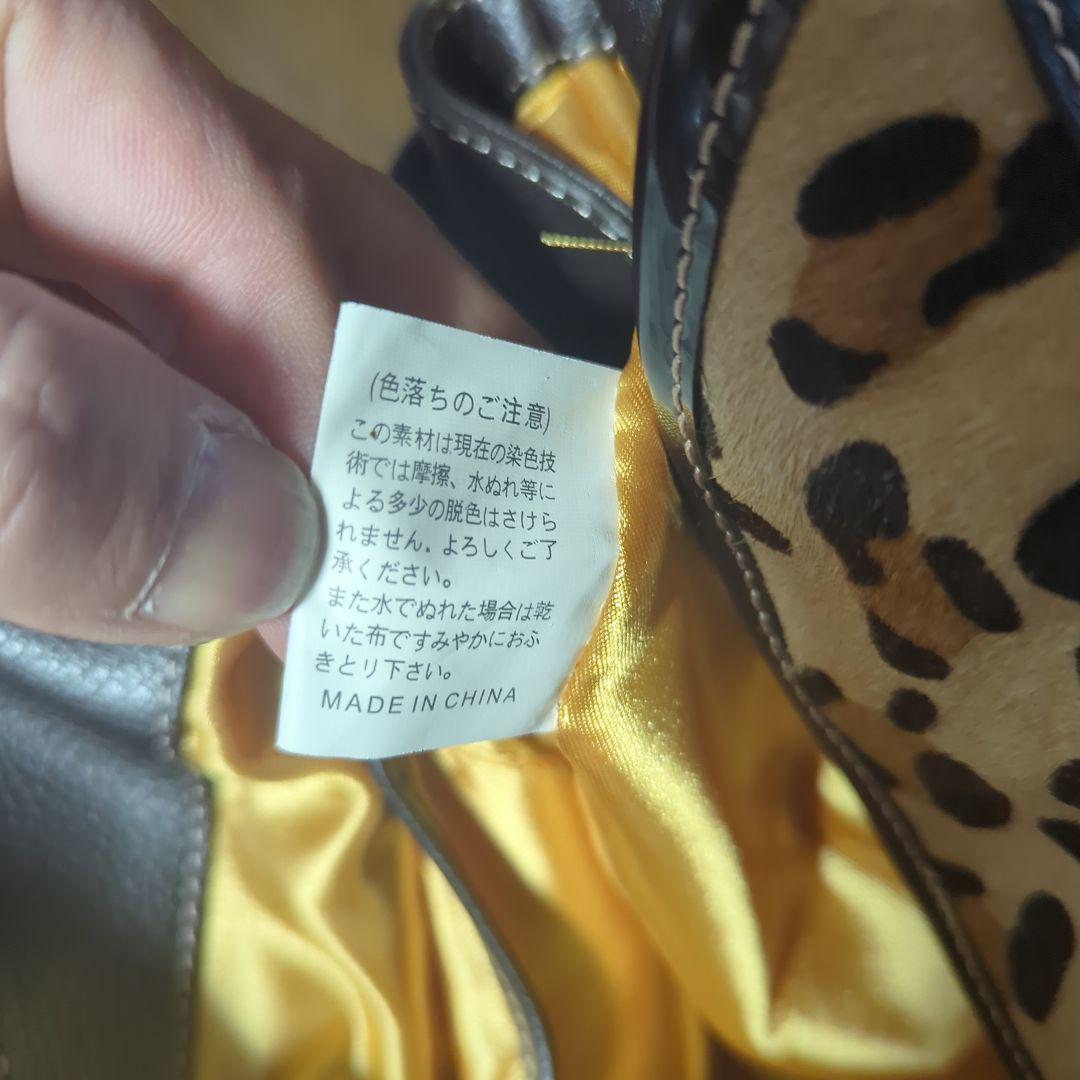 (色落ちのご注意)
この素材は現在の染色技
術では摩擦、水ぬれ等に
よる多少の脱色はさけら
れません.よろしくご了
承ください。
また水でぬれた場合は乾
いた布ですみやかにおふ
きとり下さい。
MADE IN CHINA